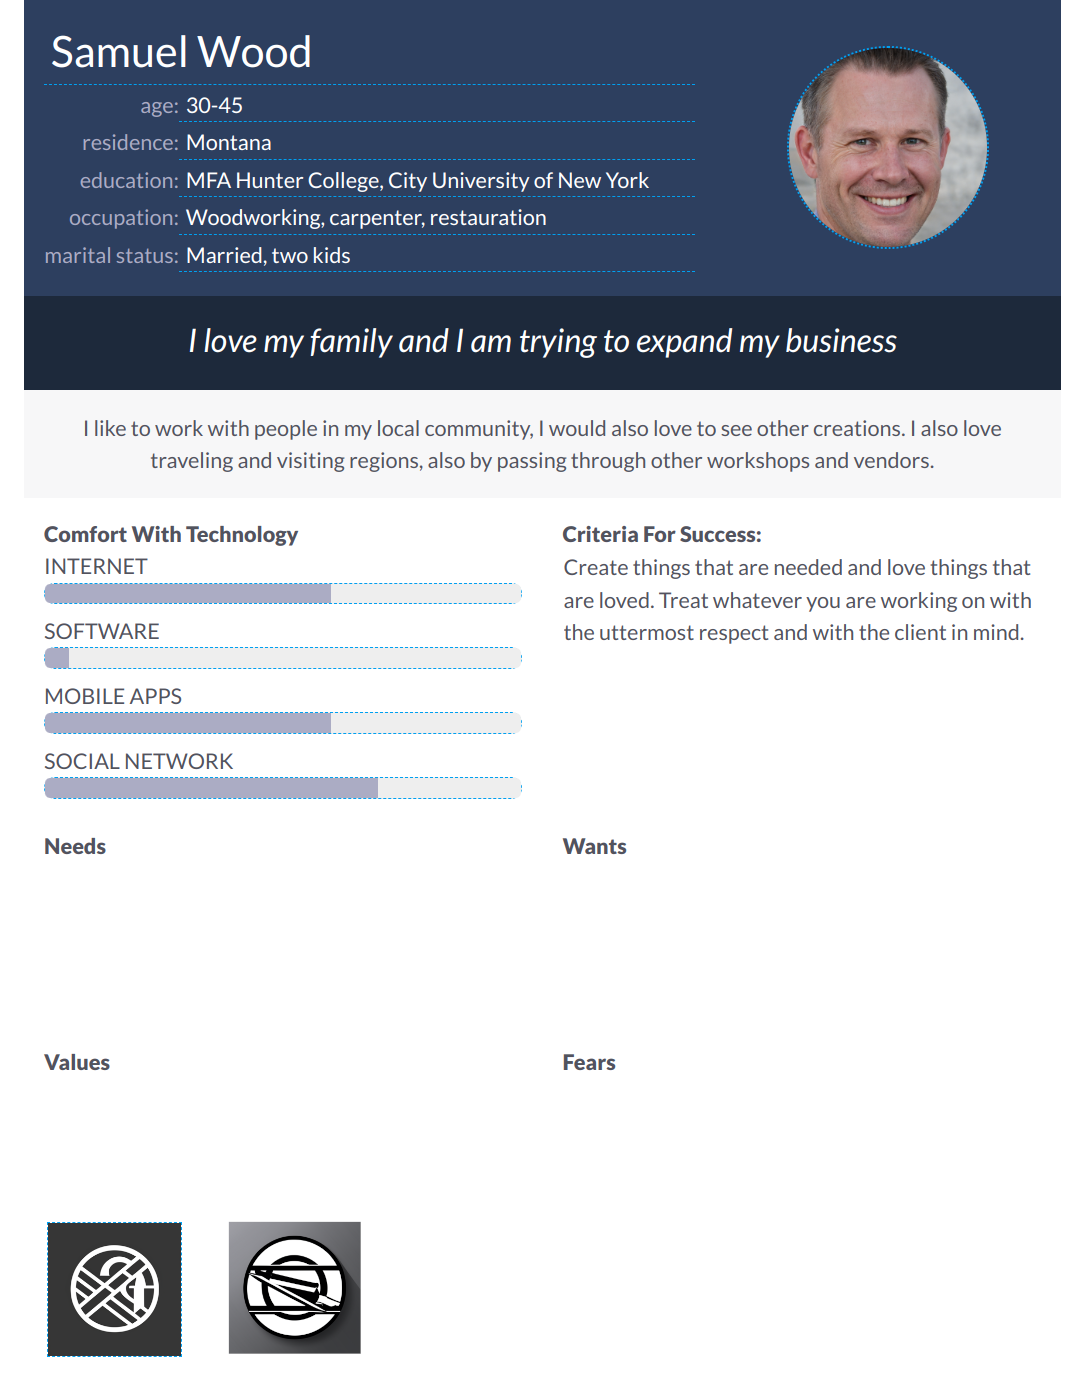 Samuel Wood
age: 30-45
residence: Montana
education: MFA Hunter College, City University of New York
occupation: Woodworking, carpenter, restauration
marital status: Married, two kids
I love my family and I am trying to expand my business
I like to work with people in my local community, I would also love to see other creations. I also love
traveling and visiting regions, also by passing through other workshops and vendors.
Comfort With Technology
INTERNET
SOFTWARE
MOBILE APPS
SOCIAL NETWORK
Criteria For Success:
Create things that are needed and love things that
are loved. Treat whatever you are working on with
the uttermost respect and with the client in mind.
Needs
Wants
Values
Fears